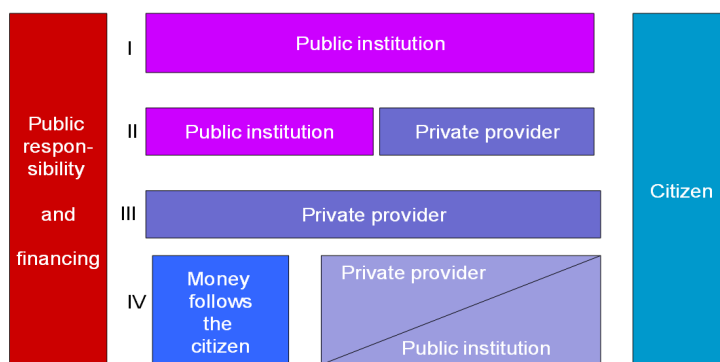 Public
respon-
sibility
and
financing
I
Public institution
II
Public institution
Private provider
III
Private provider
IV
Money
follows
the
citizen
Private provider
Public institution
Citizen